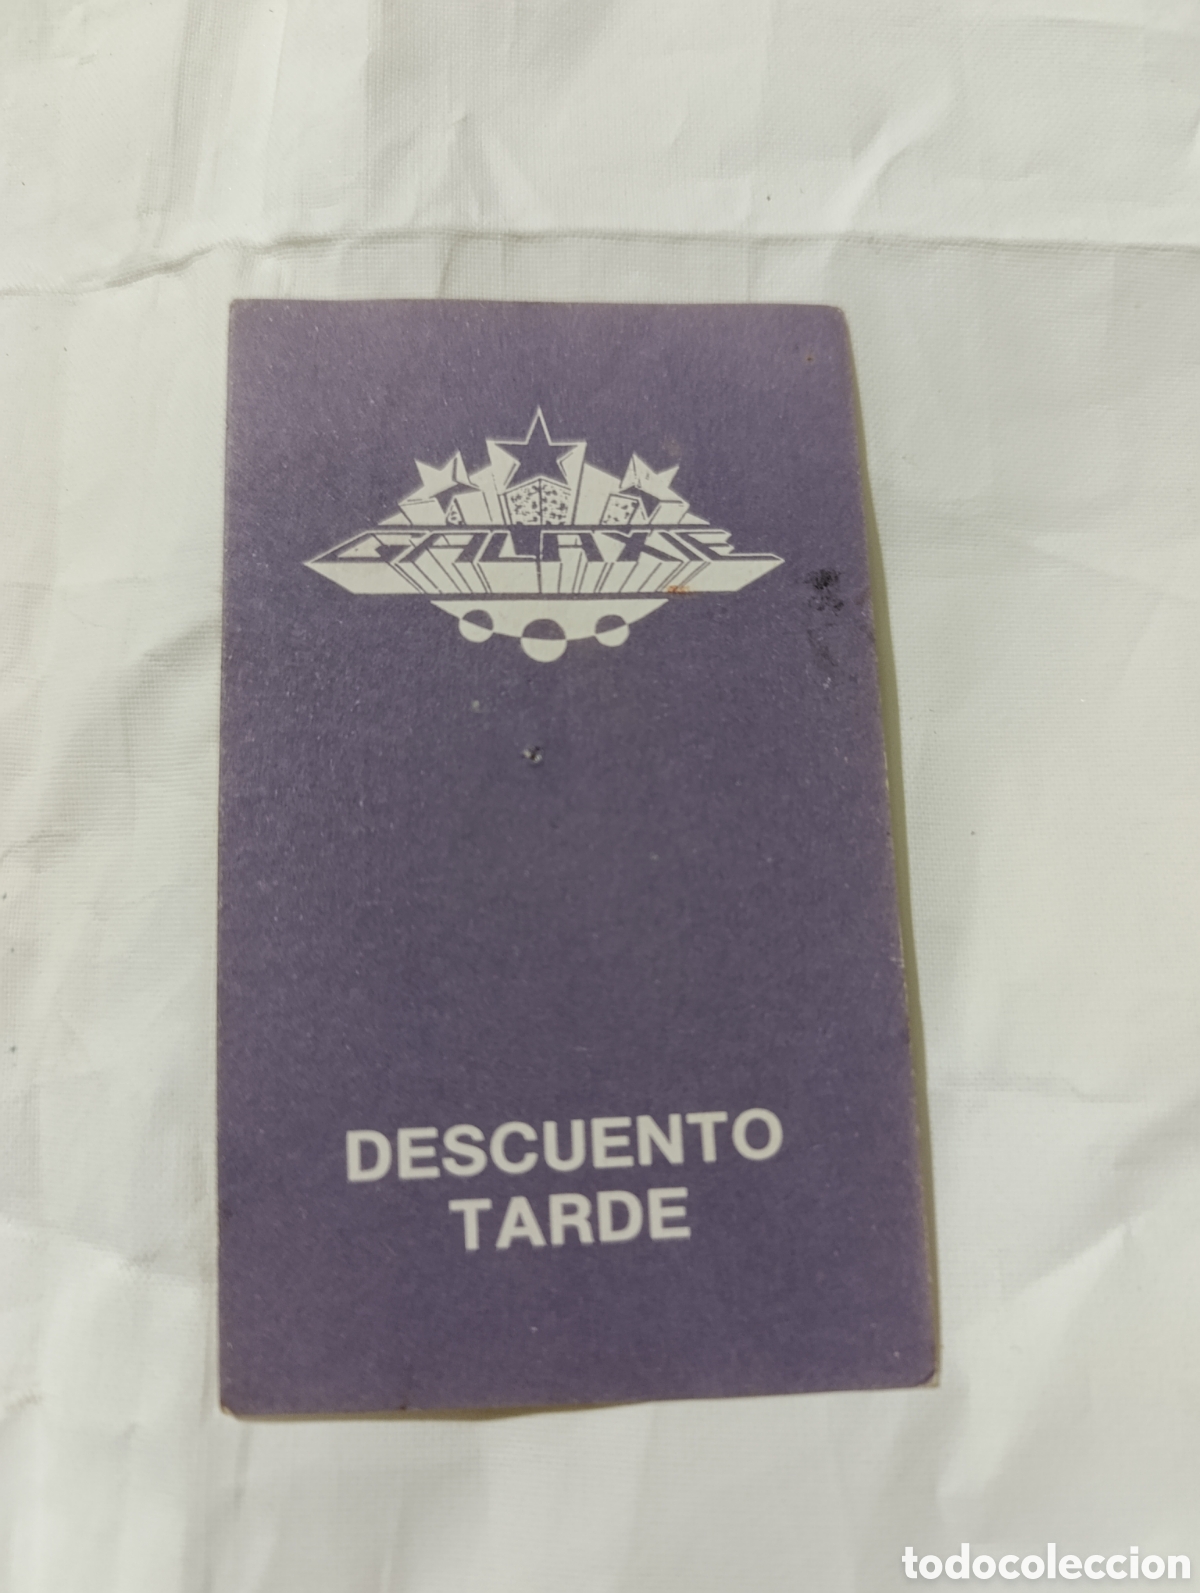 GALAXIE
DESCUENTO
TARDE
todocoleccion